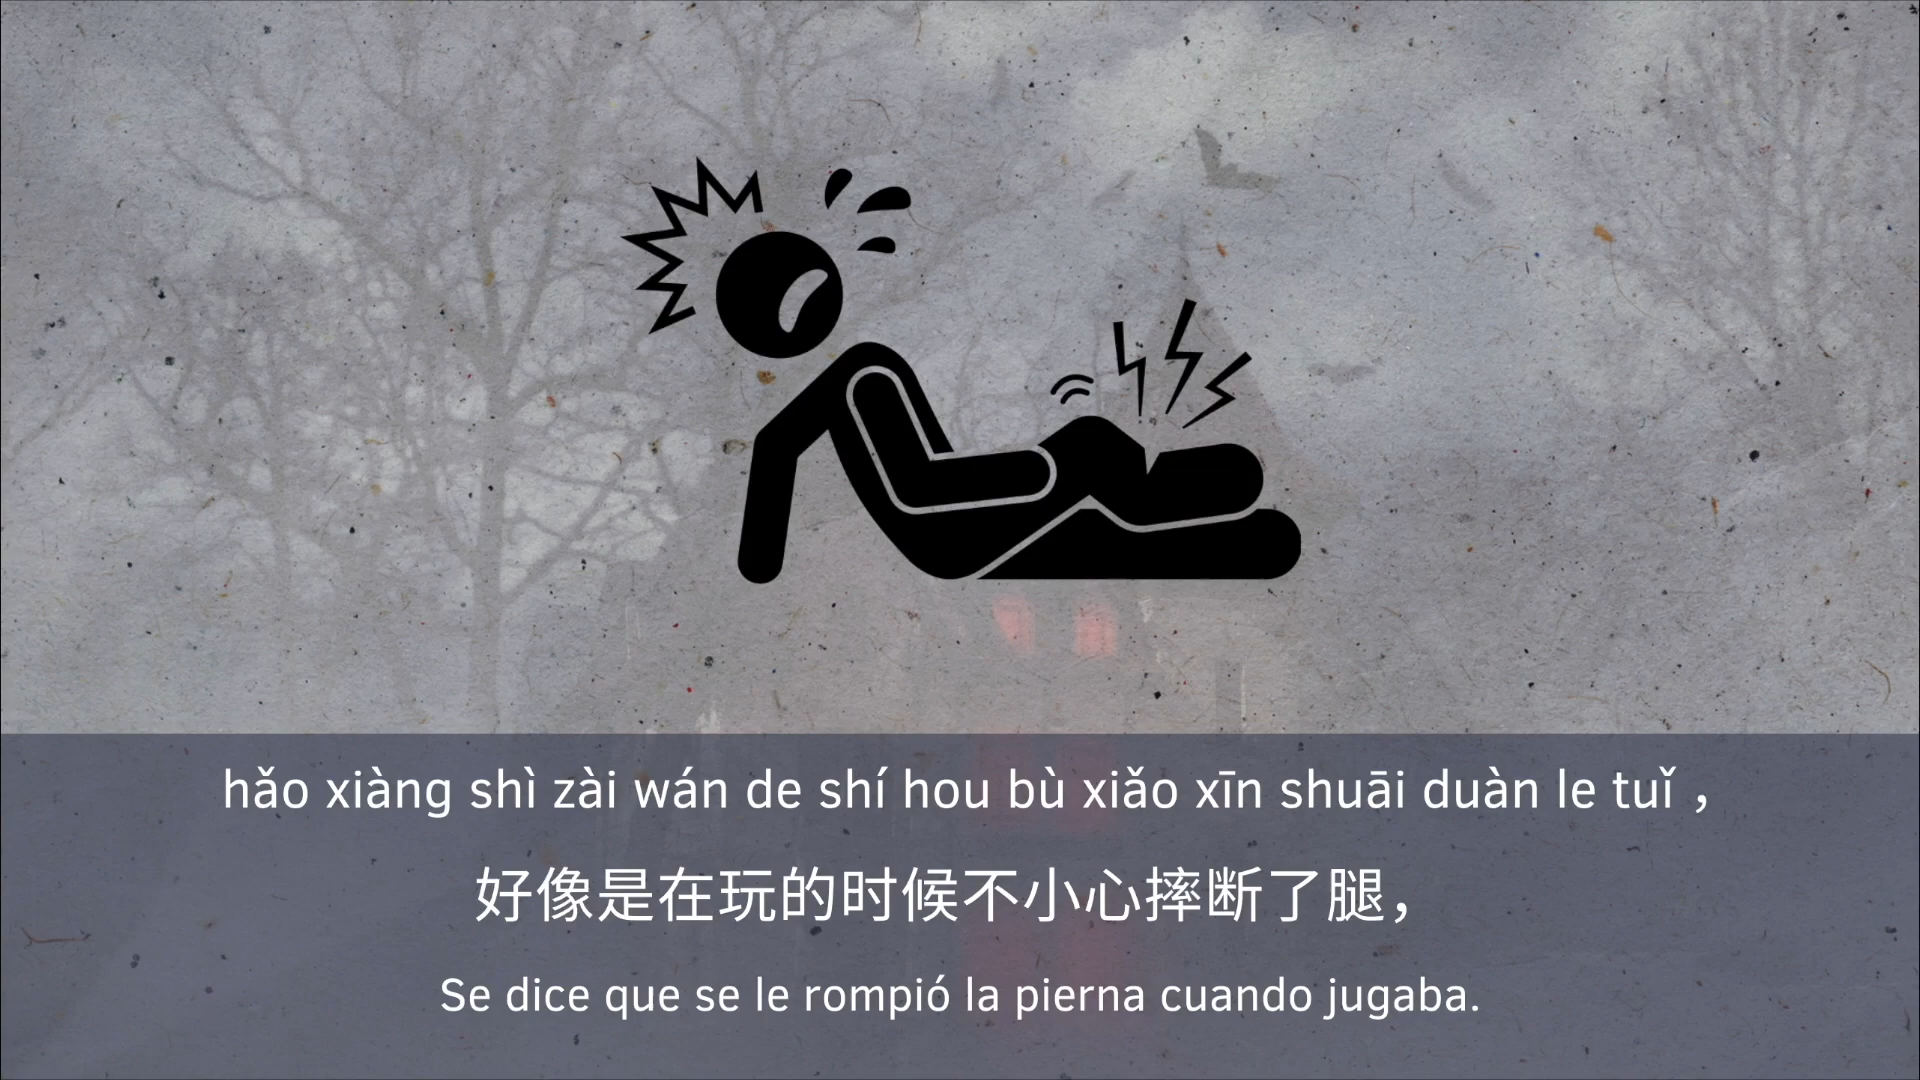 hǎo xiàng shì zài wán de shí hou bù xiǎo xīn shuāi duàn le tuǐ ，
好像是在玩的时候不小心摔断了腿，
Se dice que se le rompió la pierna cuando jugaba.